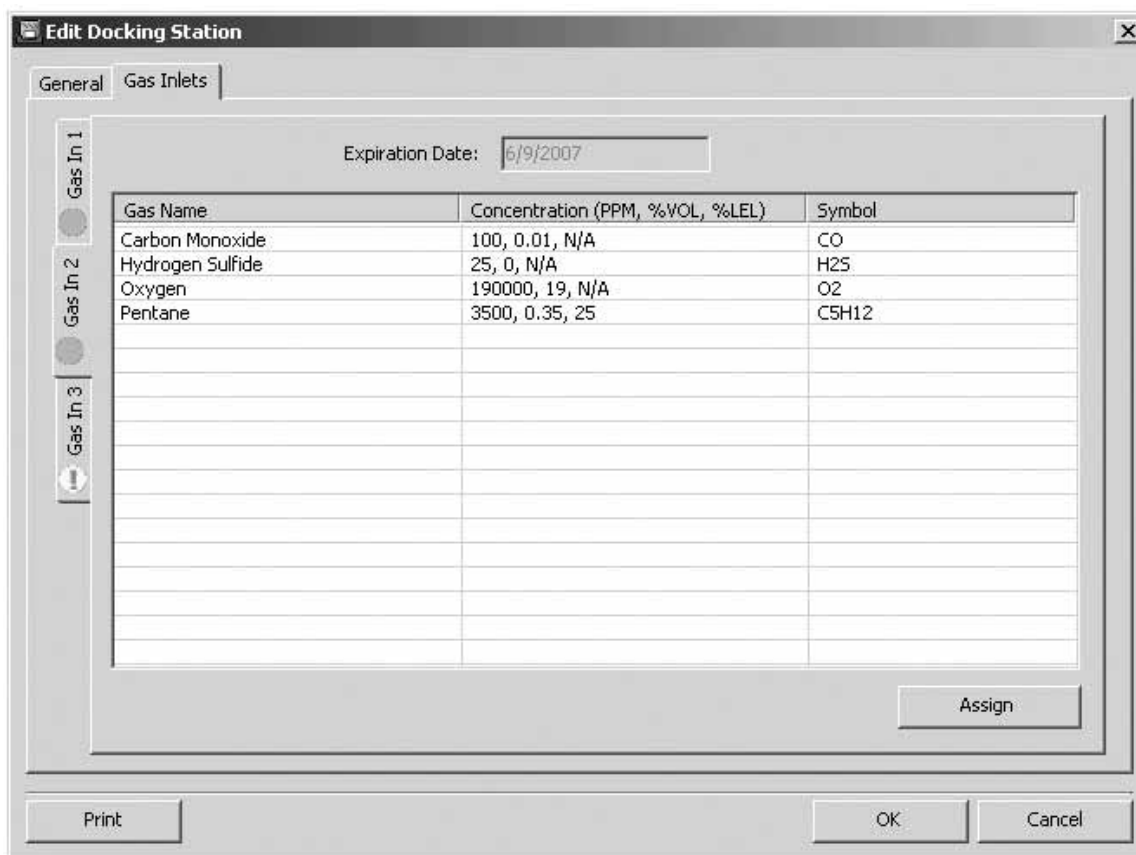 Edit Docking Station
General Gas Inlets
Gas In 1
Gas In 2
Gas In 3
Expiration Date: 6/9/2007
Gas Name Concentration (PPM, %VOL, %LEL) Symbol
Carbon Monoxide 100, 0.01, N/A CO
Hydrogen Sulfide 25, 0, N/A H2S
Oxygen 190000, 19, N/A O2
Pentane 3500, 0.35, 25 C5H12
Assign
Print OK Cancel